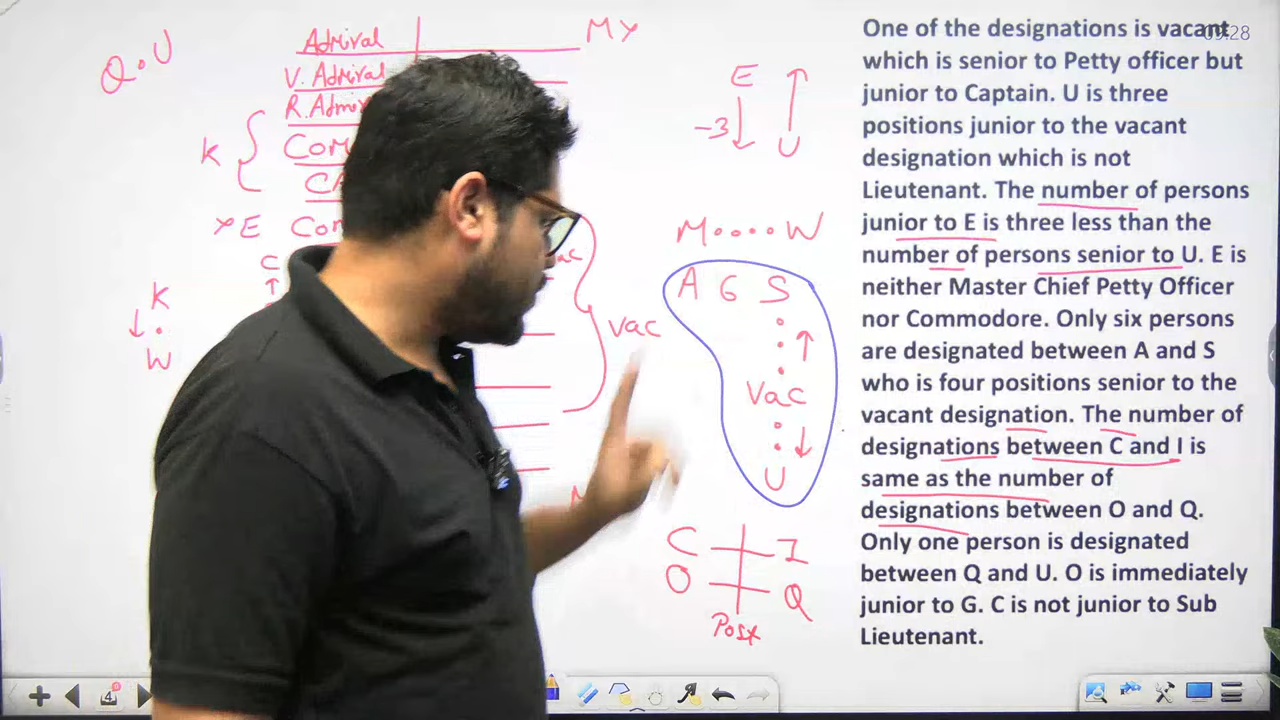 One of the designations is vacant
which is senior to Petty officer but
junior to Captain. U is three
positions junior to the vacant
designation which is not
Lieutenant. The number of persons
junior to E is three less than the
number of persons senior to U. E is
neither Master Chief Petty Officer
nor Commodore. Only six persons
are designated between A and S
who is four positions senior to the
vacant designation. The number of
designations between C and I is
same as the number of
designations between O and Q.
Only one person is designated
between Q and U. O is immediately
junior to G. C is not junior to Sub
Lieutenant.
Q . U
Admiral
V. Admiral
R. Admi
K
COM
CA
x E Com
C
K
W
MX
E
-3
U
M....W
A G S
Vac
Vac
U
C I
O Q
Post
4